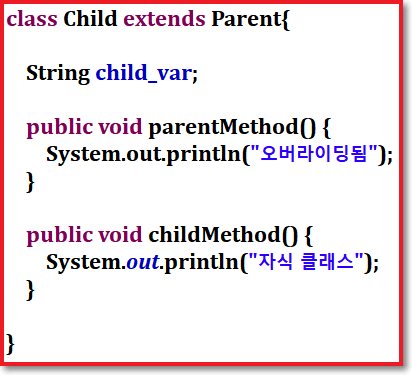 class Child extends Parent{
String child_var;
public void parentMethod() {
System.out.println("오버라이딩됨");
}
public void childMethod() {
System.out.println("자식 클래스");
}
}